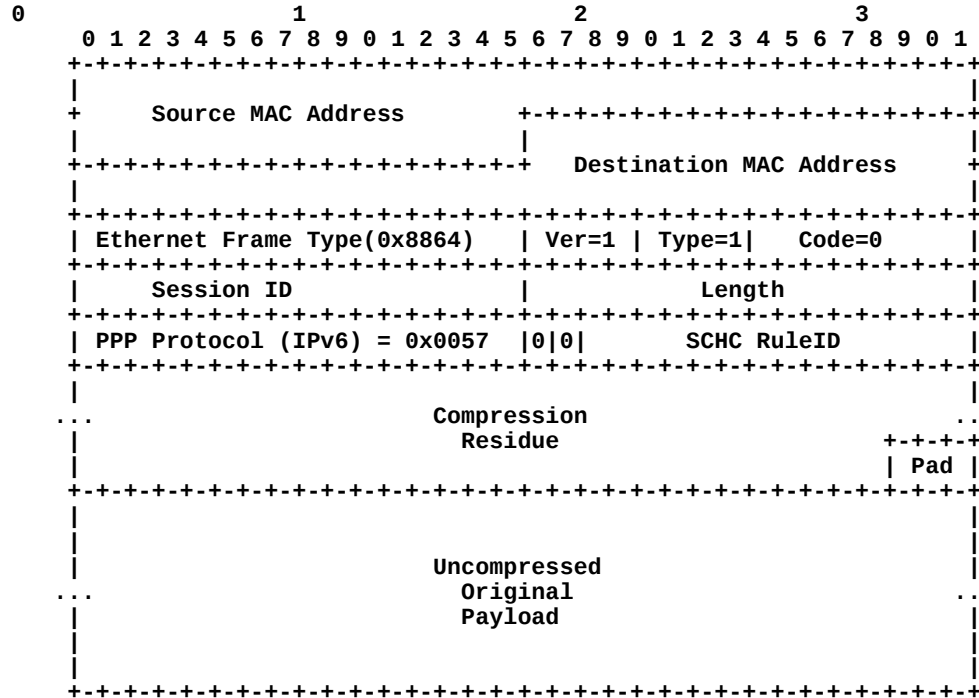 0                   1                   2                   3
 0 1 2 3 4 5 6 7 8 9 0 1 2 3 4 5 6 7 8 9 0 1 2 3 4 5 6 7 8 9 0 1
+-+-+-+-+-+-+-+-+-+-+-+-+-+-+-+-+-+-+-+-+-+-+-+-+-+-+-+-+-+-+-+-+
|                                                               |
+     Source MAC Address        +-+-+-+-+-+-+-+-+-+-+-+-+-+-+-+-+
|                               |                               |
+-+-+-+-+-+-+-+-+-+-+-+-+-+-+-+-+   Destination MAC Address     +
|                                                               |
+-+-+-+-+-+-+-+-+-+-+-+-+-+-+-+-+-+-+-+-+-+-+-+-+-+-+-+-+-+-+-+-+
| Ethernet Frame Type(0x8864)   | Ver=1 | Type=1|   Code=0      |
+-+-+-+-+-+-+-+-+-+-+-+-+-+-+-+-+-+-+-+-+-+-+-+-+-+-+-+-+-+-+-+-+
|     Session ID                |            Length             |
+-+-+-+-+-+-+-+-+-+-+-+-+-+-+-+-+-+-+-+-+-+-+-+-+-+-+-+-+-+-+-+-+
| PPP Protocol (IPv6) = 0x0057  |0|0|       SCHC RuleID         |
+-+-+-+-+-+-+-+-+-+-+-+-+-+-+-+-+-+-+-+-+-+-+-+-+-+-+-+-+-+-+-+-+
|                                                               |
...                        Compression                          ..
|                           Residue                       +-+-+-+
|                                                         | Pad |
+-+-+-+-+-+-+-+-+-+-+-+-+-+-+-+-+-+-+-+-+-+-+-+-+-+-+-+-+-+-+-+-+
|                                                               |
|                                                               |
|                         Uncompressed                          |
...                         Original                            ..
|                           Payload                             |
|                                                               |
|                                                               |
+-+-+-+-+-+-+-+-+-+-+-+-+-+-+-+-+-+-+-+-+-+-+-+-+-+-+-+-+-+-+-+-+